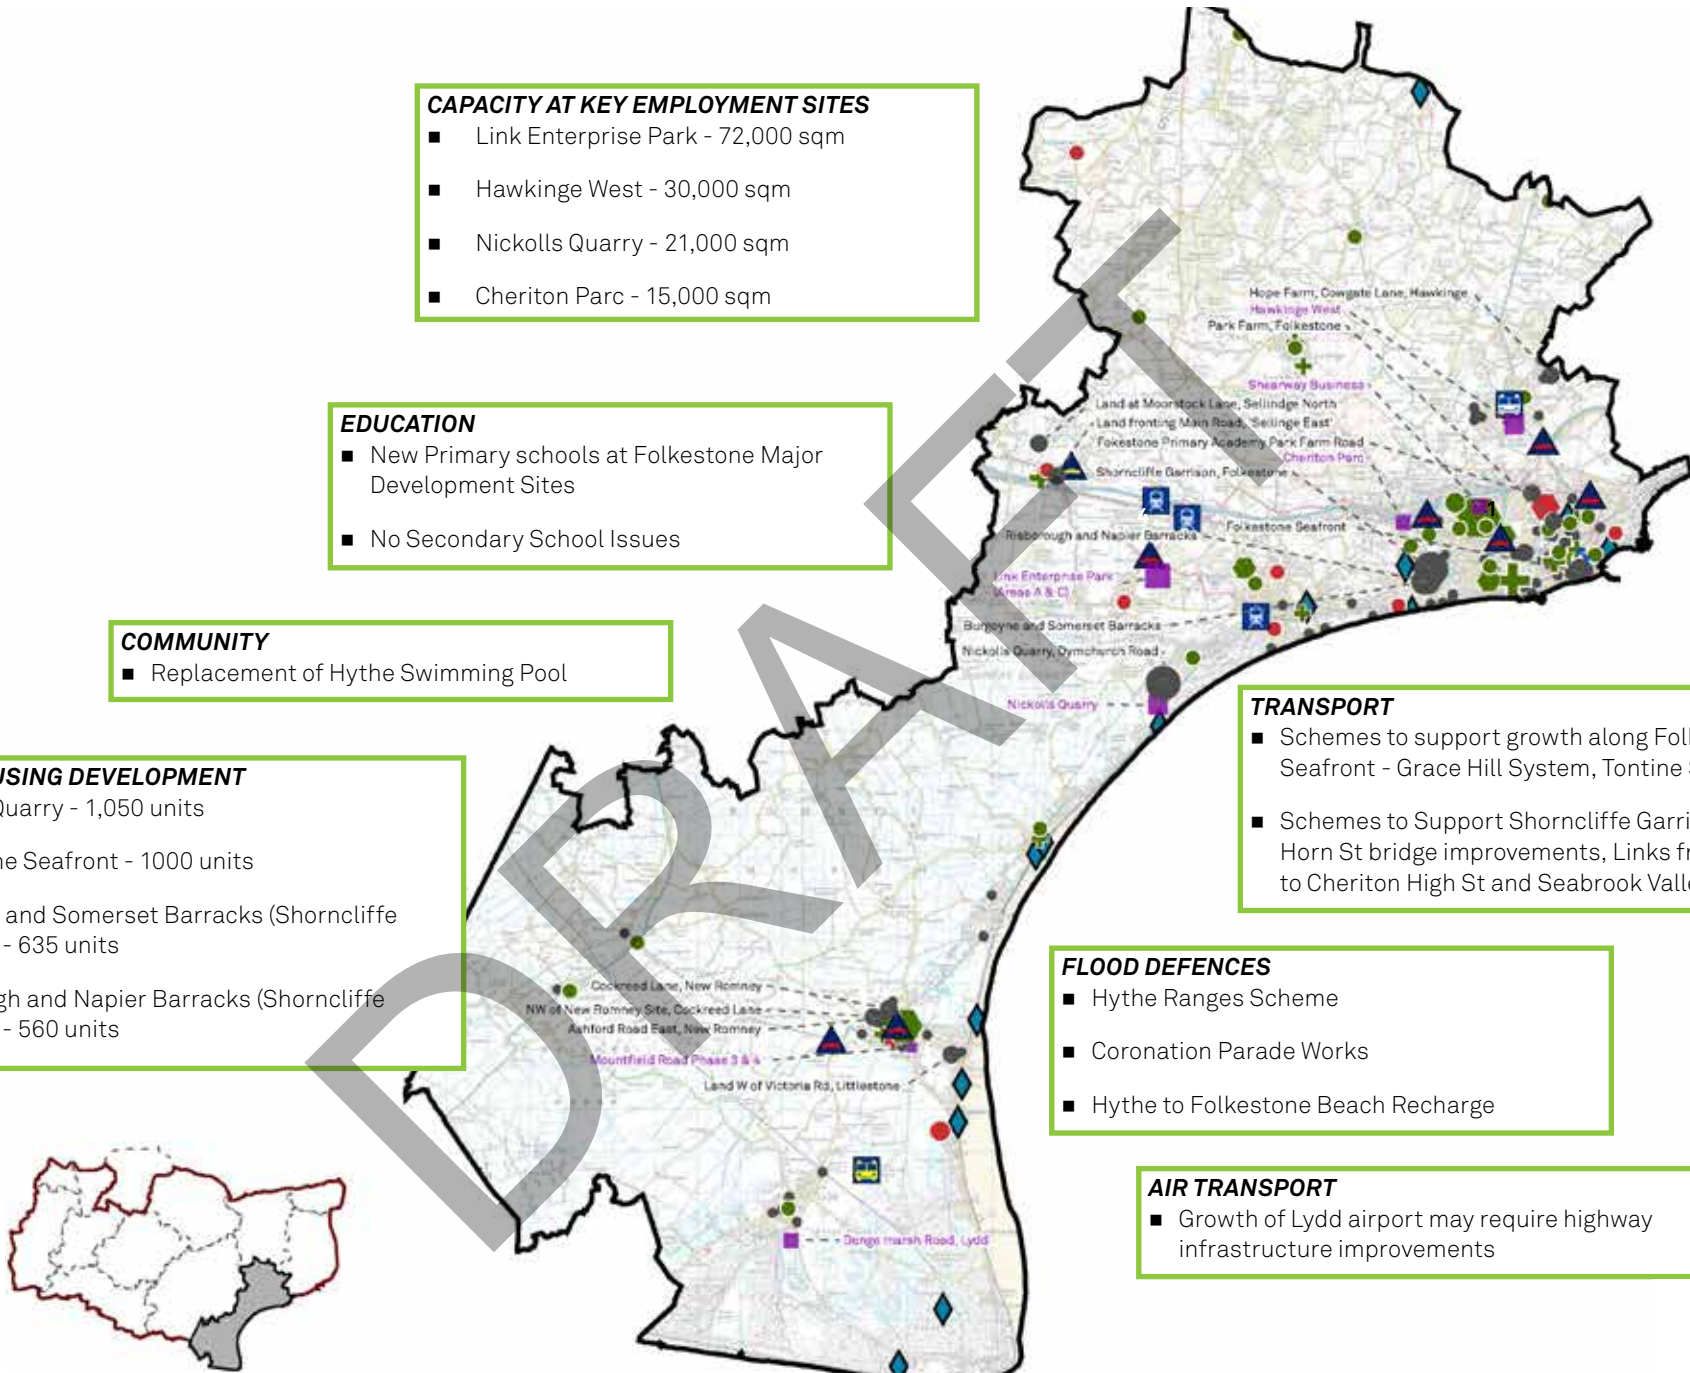 CAPACITY AT KEY EMPLOYMENT SITES
■ Link Enterprise Park - 72,000 sqm
■ Hawkinge West - 30,000 sqm
■ Nickolls Quarry - 21,000 sqm
■ Cheriton Parc - 15,000 sqm
EDUCATION
■ New Primary schools at Folkestone Major
Development Sites
■ No Secondary School Issues
COMMUNITY
■ Replacement of Hythe Swimming Pool
USING DEVELOPMENT
Quarry - 1,050 units
ne Seafront - 1000 units
and Somerset Barracks (Shorncliffe
- 635 units
gh and Napier Barracks (Shorncliffe
- 560 units
Hope Farm, Cowgate Lane, Hawkinge
Hawkinge West
Park Farm, Folkestone
Shearway Business
Land at Moorstock Lane, Sellindge North
Land fronting Main Road, 'Sellinge East'
Fokestone Primary Academy Park Farm Road
Cheriton Parc
Shorncliffe Garrison, Folkestone
1
Folkestone Seafront
Risborough and Napier Barracks
Link Enterprise Park
(Areas A & C)
Burgoyne and Somerset Barracks
Nickolls Quarry, Dymchurch Road
Nickolls Quarry
TRANSPORT
■ Schemes to support growth along Fol
Seafront - Grace Hill System, Tontine
■ Schemes to Support Shorncliffe Garri
Horn St bridge improvements, Links fr
to Cheriton High St and Seabrook Valle
Cockreed Lane, New Romney
NW of New Romney Site, Cockreed Lane
Ashford Road East, New Romney
Mountfield Road Phase 3 & 4
Land W of Victoria Rd, Littlestone
Denge marsh Road, Lydd
FLOOD DEFENCES
■ Hythe Ranges Scheme
■ Coronation Parade Works
■ Hythe to Folkestone Beach Recharge
AIR TRANSPORT
■ Growth of Lydd airport may require highway
infrastructure improvements
DRAFT